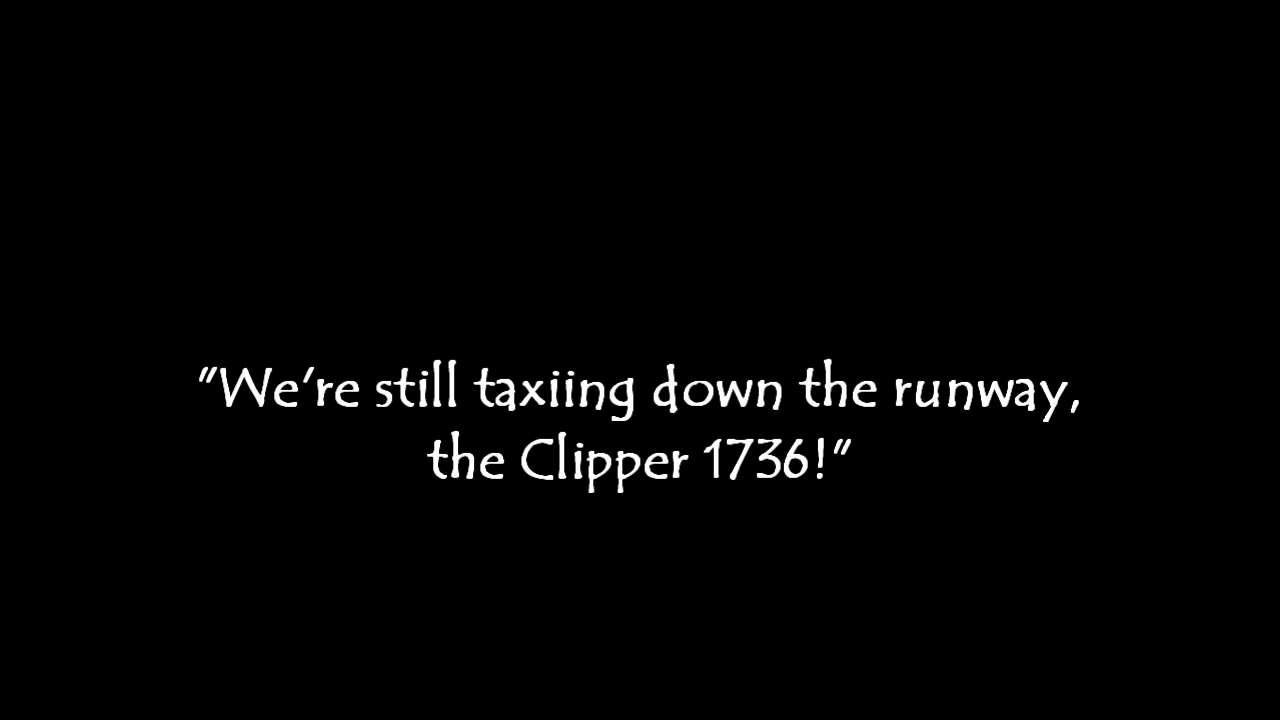 "We're still taxiing down the runway,
the Clipper 1736!"